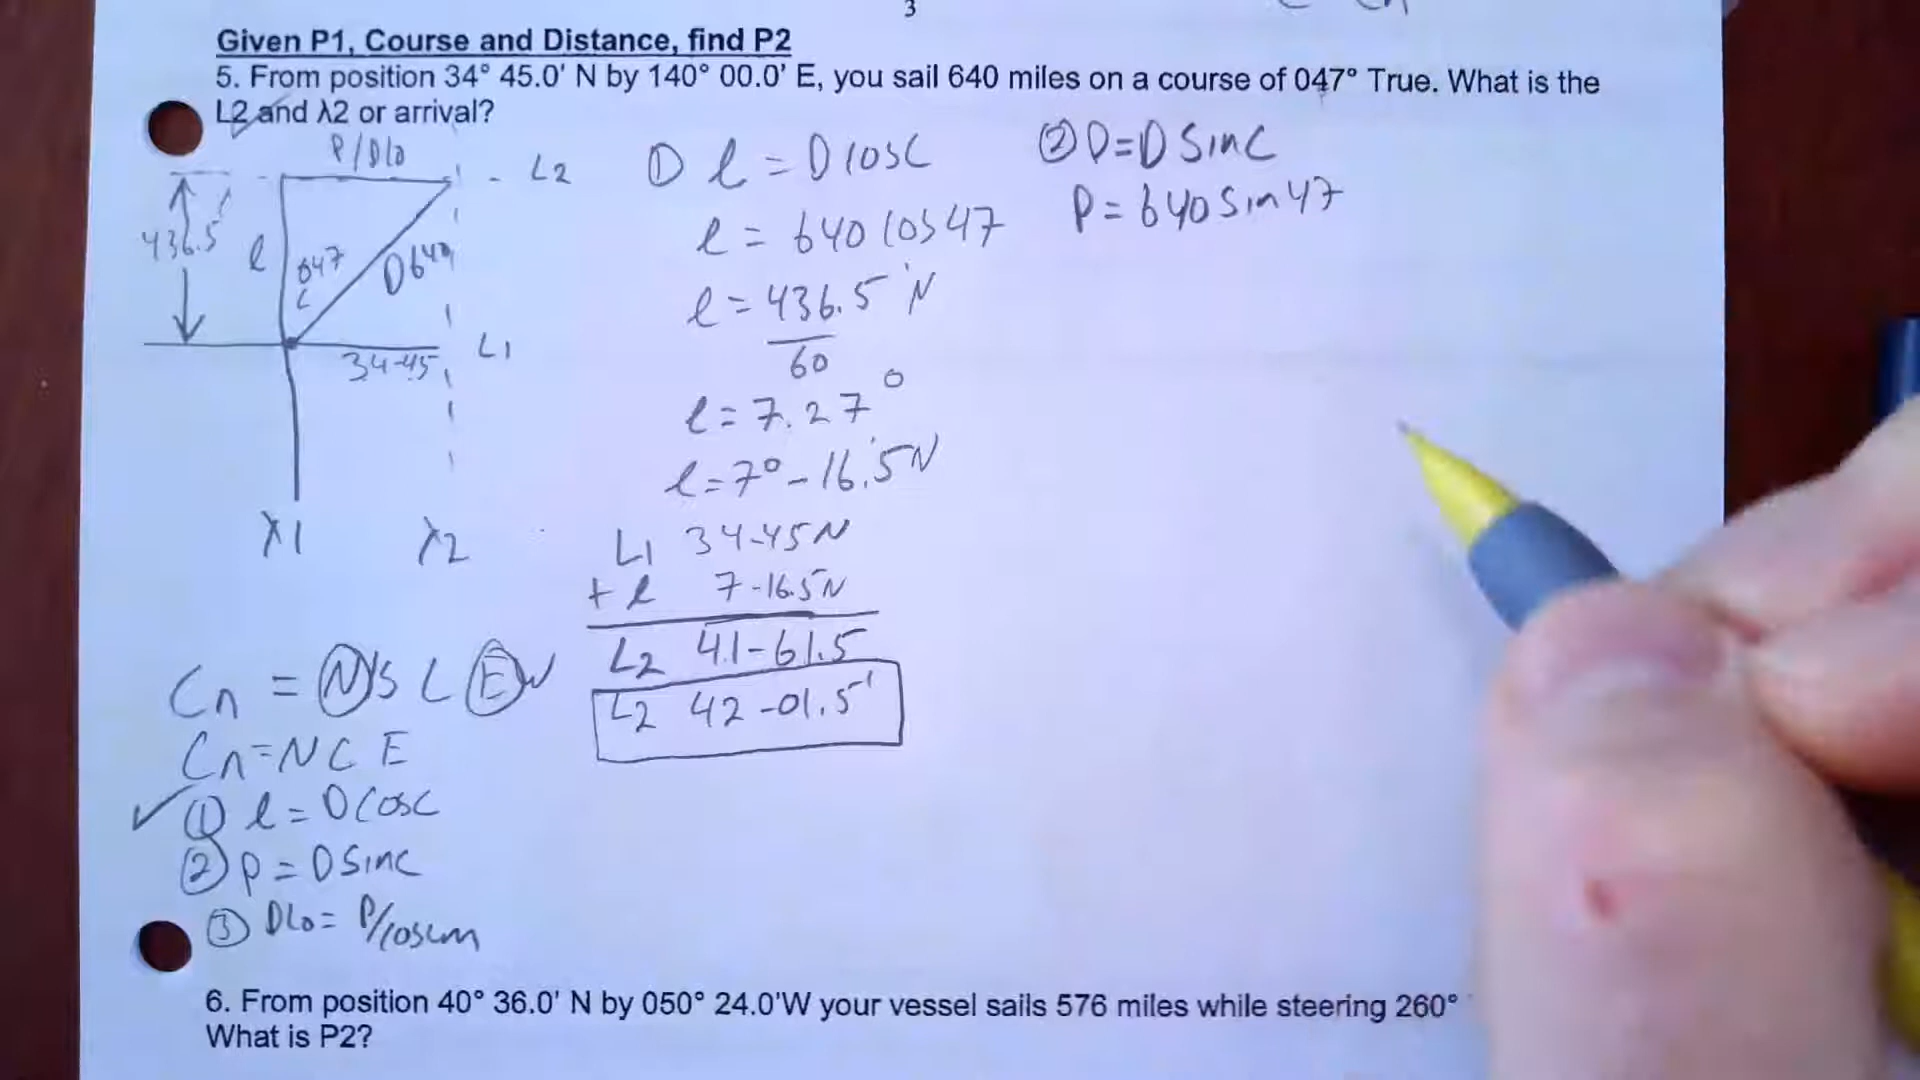 3
Given P1, Course and Distance, find P2
5. From position 34° 45.0' N by 140° 00.0' E, you sail 640 miles on a course of 047° True. What is the
L2 and λ2 or arrival?
P/Dlo
L2
436.5'
l
047
C
D 640
34-45
L1
λ1
λ2
Cn = N/S C E/W
Cn=N C E
✓ ① l = D Cos C
② p = D Sin C
③ DLo = P/cos Lm
① l = D cos C
l = 640 cos 47
l = 436.5' N
60
l = 7.27°
l = 7° - 16.5' N
L1 34-45 N
+ l 7-16.5 N
L2 41-61.5
L2 42-01.5'
② P = D Sin C
P = 640 Sin 47
6. From position 40° 36.0' N by 050° 24.0'W your vessel sails 576 miles while steering 260°
What is P2?